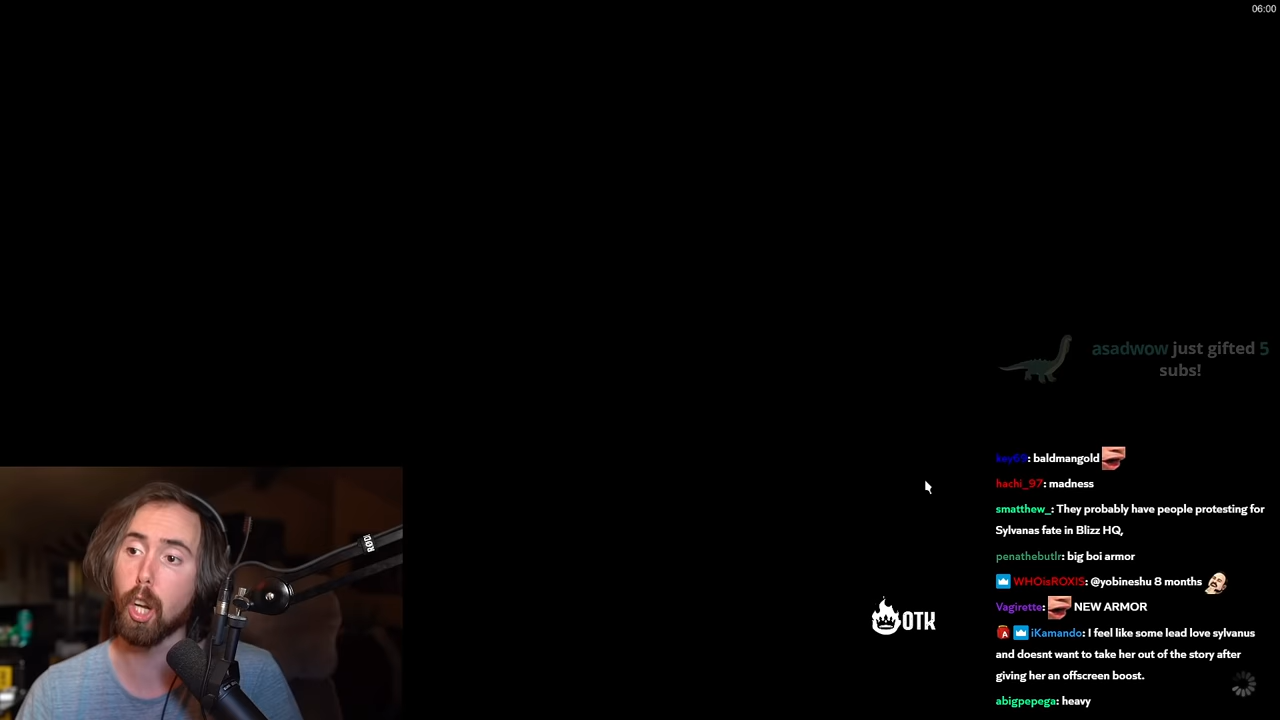 06:00
asadwow just gifted 5
subs!
key69: baldmangold
hachi_97: madness
smatthew_: They probably have people protesting for
Sylvanas fate in Blizz HQ,
penathebutlr: big boi armor
WHOisROXIS: @yobineshu 8 months
Vagirette: NEW ARMOR
iKamando: I feel like some lead love sylvanus
and doesnt want to take her out of the story after
giving her an offscreen boost.
abigpepega: heavy
OTK
RØDE